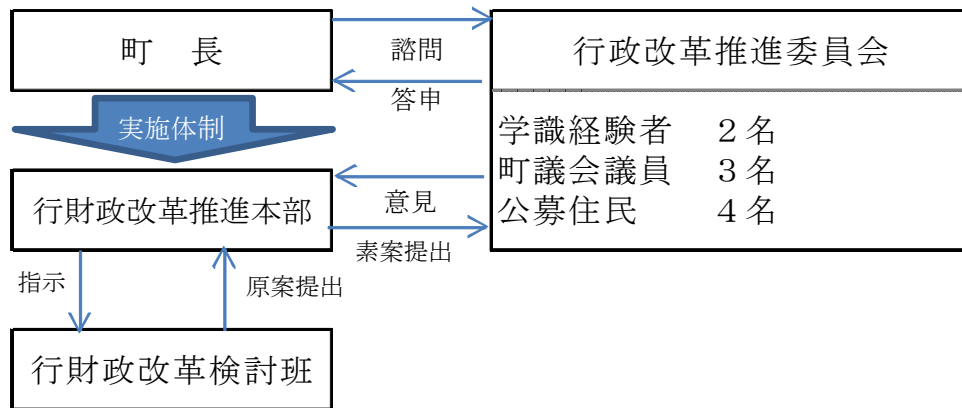 町　長
諮問
答申
行政改革推進委員会
学識経験者　２名
町議会議員　３名
公募住民　　４名
実施体制
行財政改革推進本部
意見
素案提出
指示
原案提出
行財政改革検討班